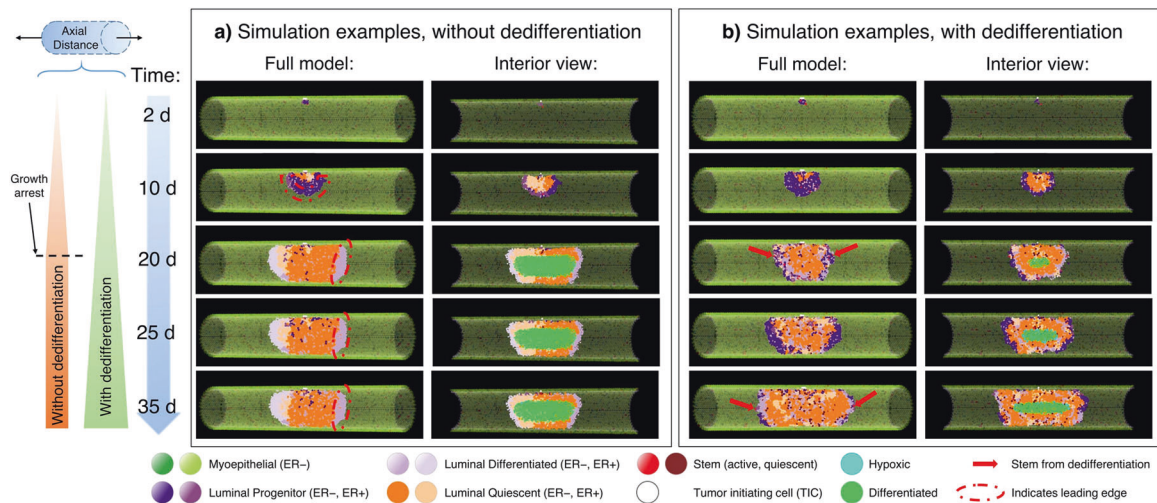 Axial
Distance
Time:
2 d
10 d
20 d
25 d
35 d
Growth
arrest
Without dedifferentiation
With dedifferentiation
a) Simulation examples, without dedifferentiation
Full model:
Interior view:
b) Simulation examples, with dedifferentiation
Full model:
Interior view:
Myoepithelial (ER–)
Luminal Differentiated (ER–, ER+)
Stem (active, quiescent)
Hypoxic
Stem from dedifferentiation
Luminal Progenitor (ER–, ER+)
Luminal Quiescent (ER–, ER+)
Tumor initiating cell (TIC)
Differentiated
Indicates leading edge